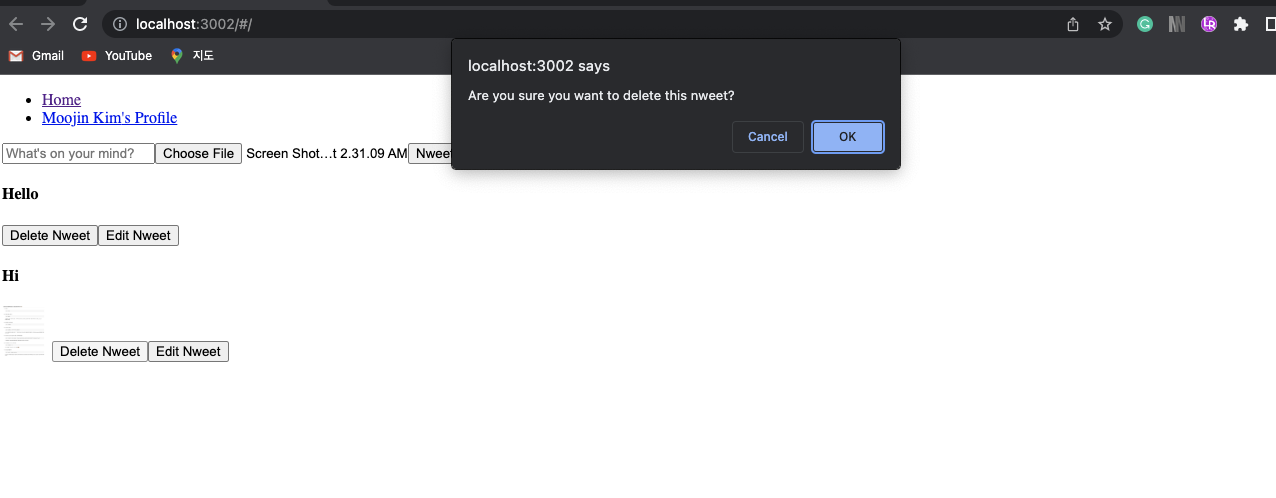 localhost:3002/#/
Gmail YouTube 지도
localhost:3002 says
Are you sure you want to delete this nweet?
Cancel OK
Home
Moojin Kim's Profile
What's on your mind? Choose File Screen Shot…t 2.31.09 AM Nweet
Hello
Delete Nweet Edit Nweet
Hi
Delete Nweet Edit Nweet